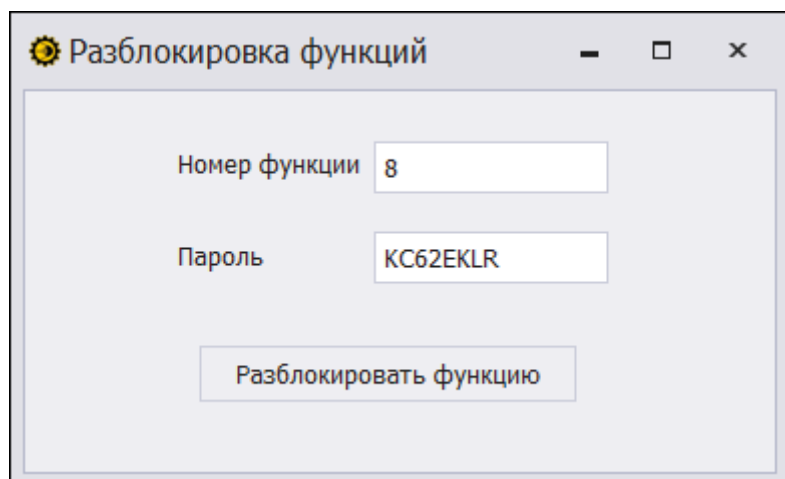 Разблокировка функций
Номер функции 8
Пароль KC62EKLR
Разблокировать функцию